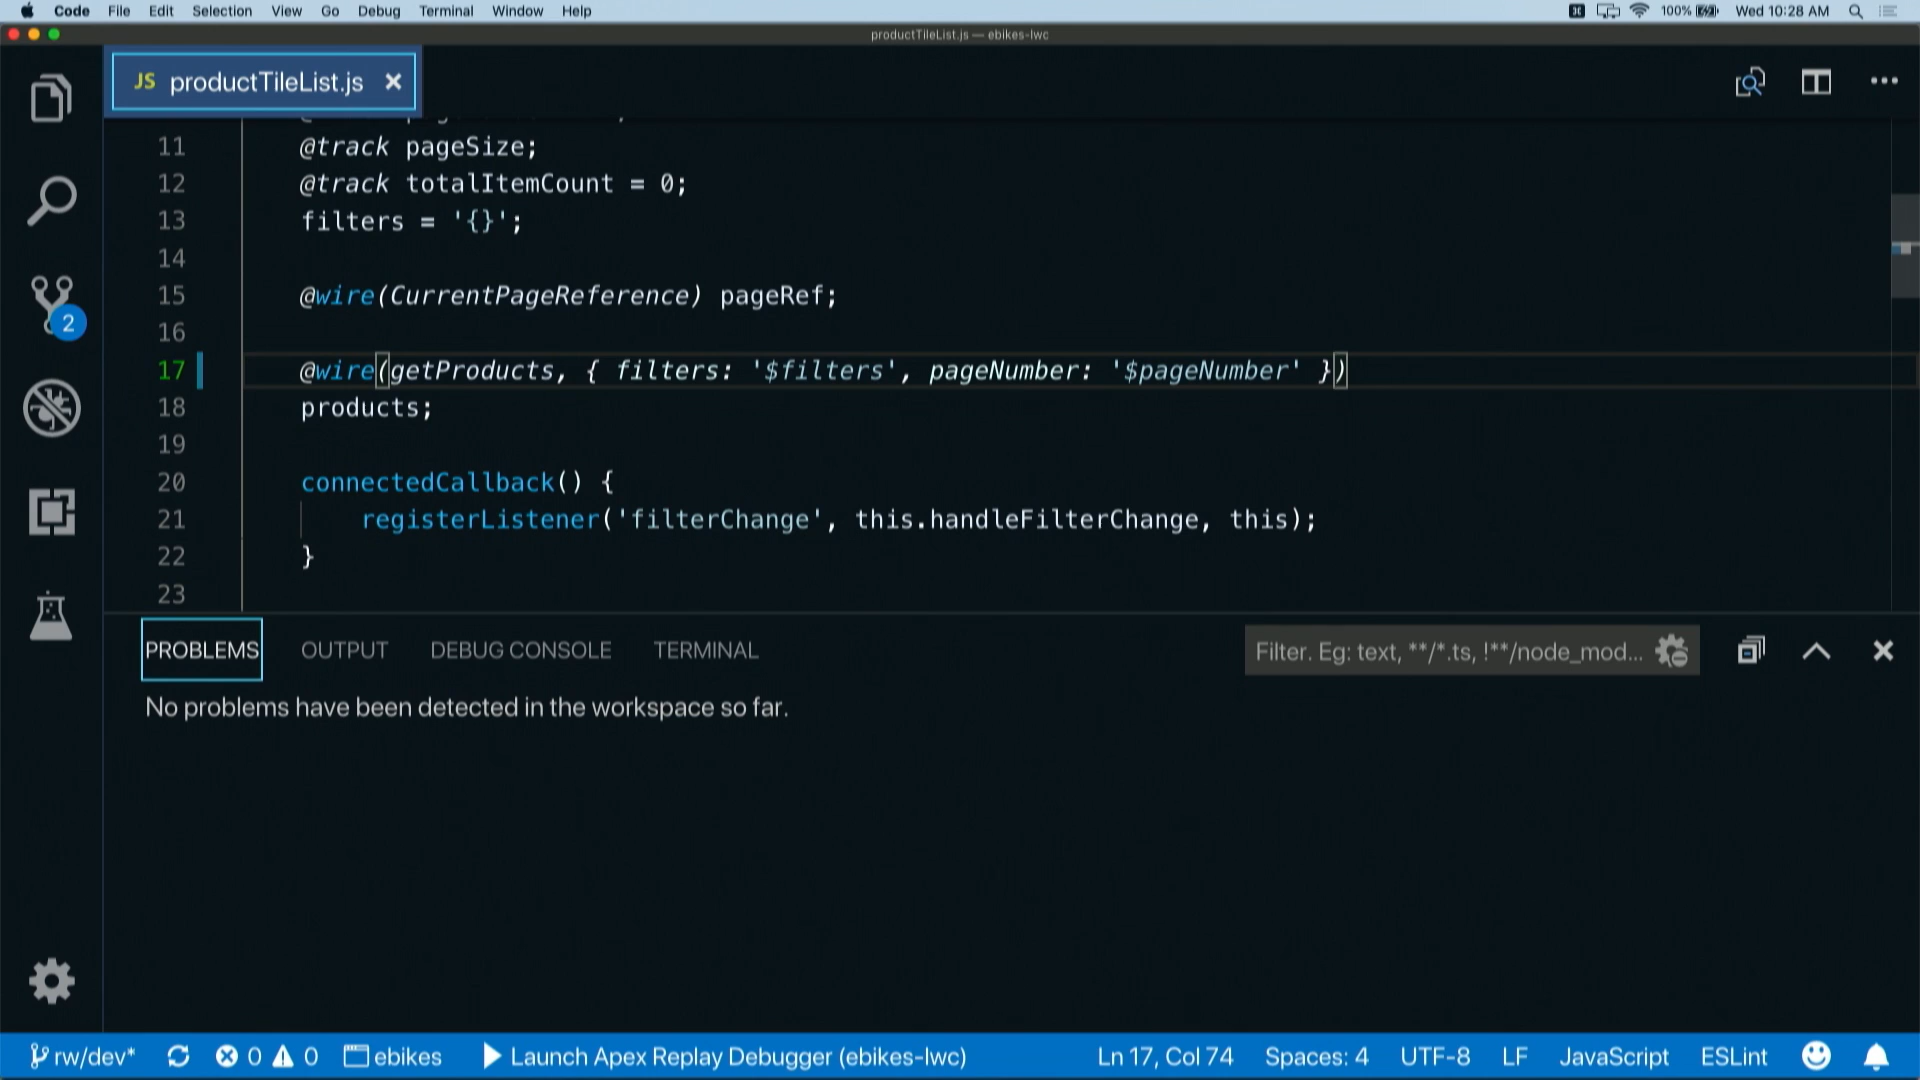 Code File Edit Selection View Go Debug Terminal Window Help 100% Wed 10:28 AM
productTileList.js — ebikes-lwc
JS productTileList.js
11 @track pageSize;
12 @track totalItemCount = 0;
13 filters = '{}';
14
15 @wire(CurrentPageReference) pageRef;
16
17 @wire(getProducts, { filters: '$filters', pageNumber: '$pageNumber' })
18 products;
19
20 connectedCallback() {
21 registerListener('filterChange', this.handleFilterChange, this);
22 }
23
2
PROBLEMS OUTPUT DEBUG CONSOLE TERMINAL Filter. Eg: text, **/*.ts, !**/node_mod...
No problems have been detected in the workspace so far.
rw/dev* 0 0 ebikes Launch Apex Replay Debugger (ebikes-lwc) Ln 17, Col 74 Spaces: 4 UTF-8 LF JavaScript ESLint